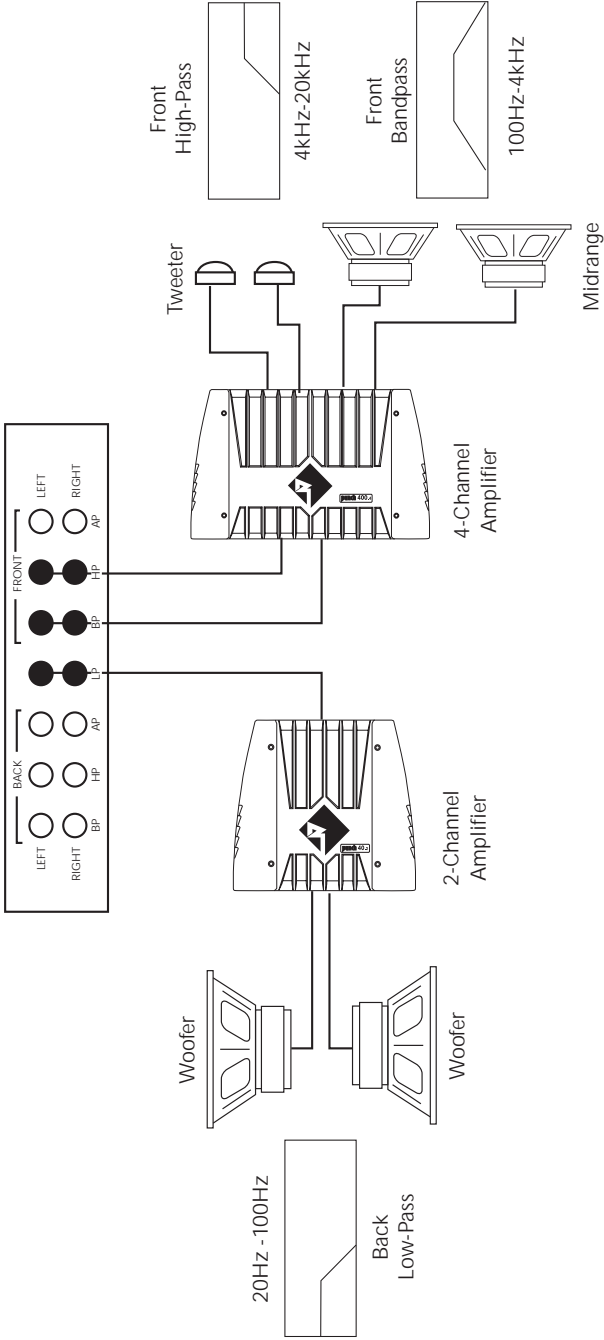 BACK
FRONT
LEFT
RIGHT
BP
HP
AP
LP
BP
HP
AP
LEFT
RIGHT
20Hz -100Hz
Back
Low-Pass
Woofer
Woofer
2-Channel
Amplifier
4-Channel
Amplifier
Tweeter
Midrange
Front
High-Pass
4kHz-20kHz
Front
Bandpass
100Hz-4kHz